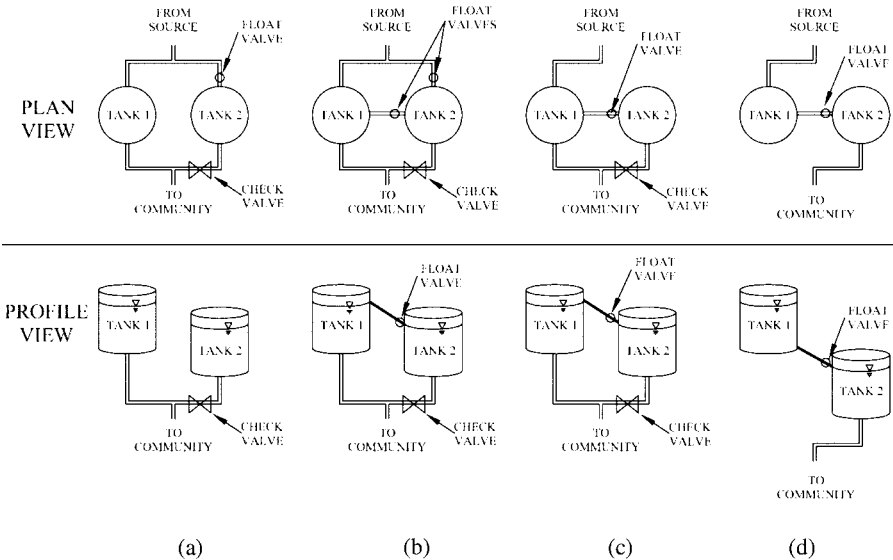 FROM
SOURCE
FLOAT
VALVE
FROM
SOURCE
FLOAT
VALVES
FROM
SOURCE
FLOAT
VALVE
FROM
SOURCE
FLOAT
VALVE
PLAN
VIEW
TANK 1
TANK 2
TANK 1
TANK 2
TANK 1
TANK 2
TANK 1
TANK 2
TO
COMMUNITY
CHECK
VALVE
TO
COMMUNITY
CHECK
VALVE
TO
COMMUNITY
CHECK
VALVE
TO
COMMUNITY
PROFILE
VIEW
TANK 1
TANK 2
TO
COMMUNITY
CHECK
VALVE
FLOAT
VALVE
TANK 1
TANK 2
TO
COMMUNITY
CHECK
VALVE
FLOAT
VALVE
TANK 1
TANK 2
TO
COMMUNITY
CHECK
VALVE
FLOAT
VALVE
TANK 1
TANK 2
TO
COMMUNITY
(a)
(b)
(c)
(d)